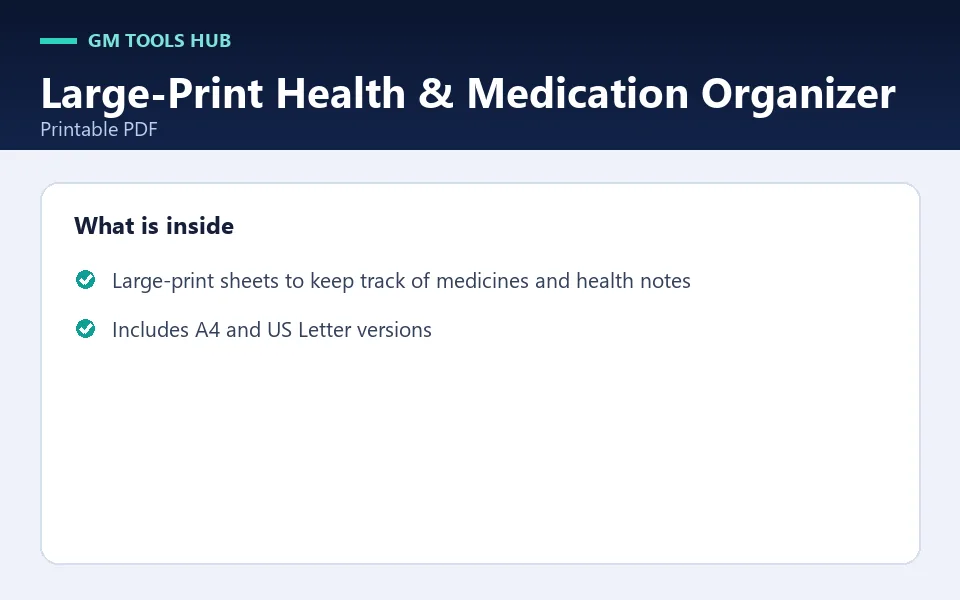 GM TOOLS HUB
Large-Print Health & Medication Organizer
Printable PDF
What is inside
Large-print sheets to keep track of medicines and health notes
Includes A4 and US Letter versions